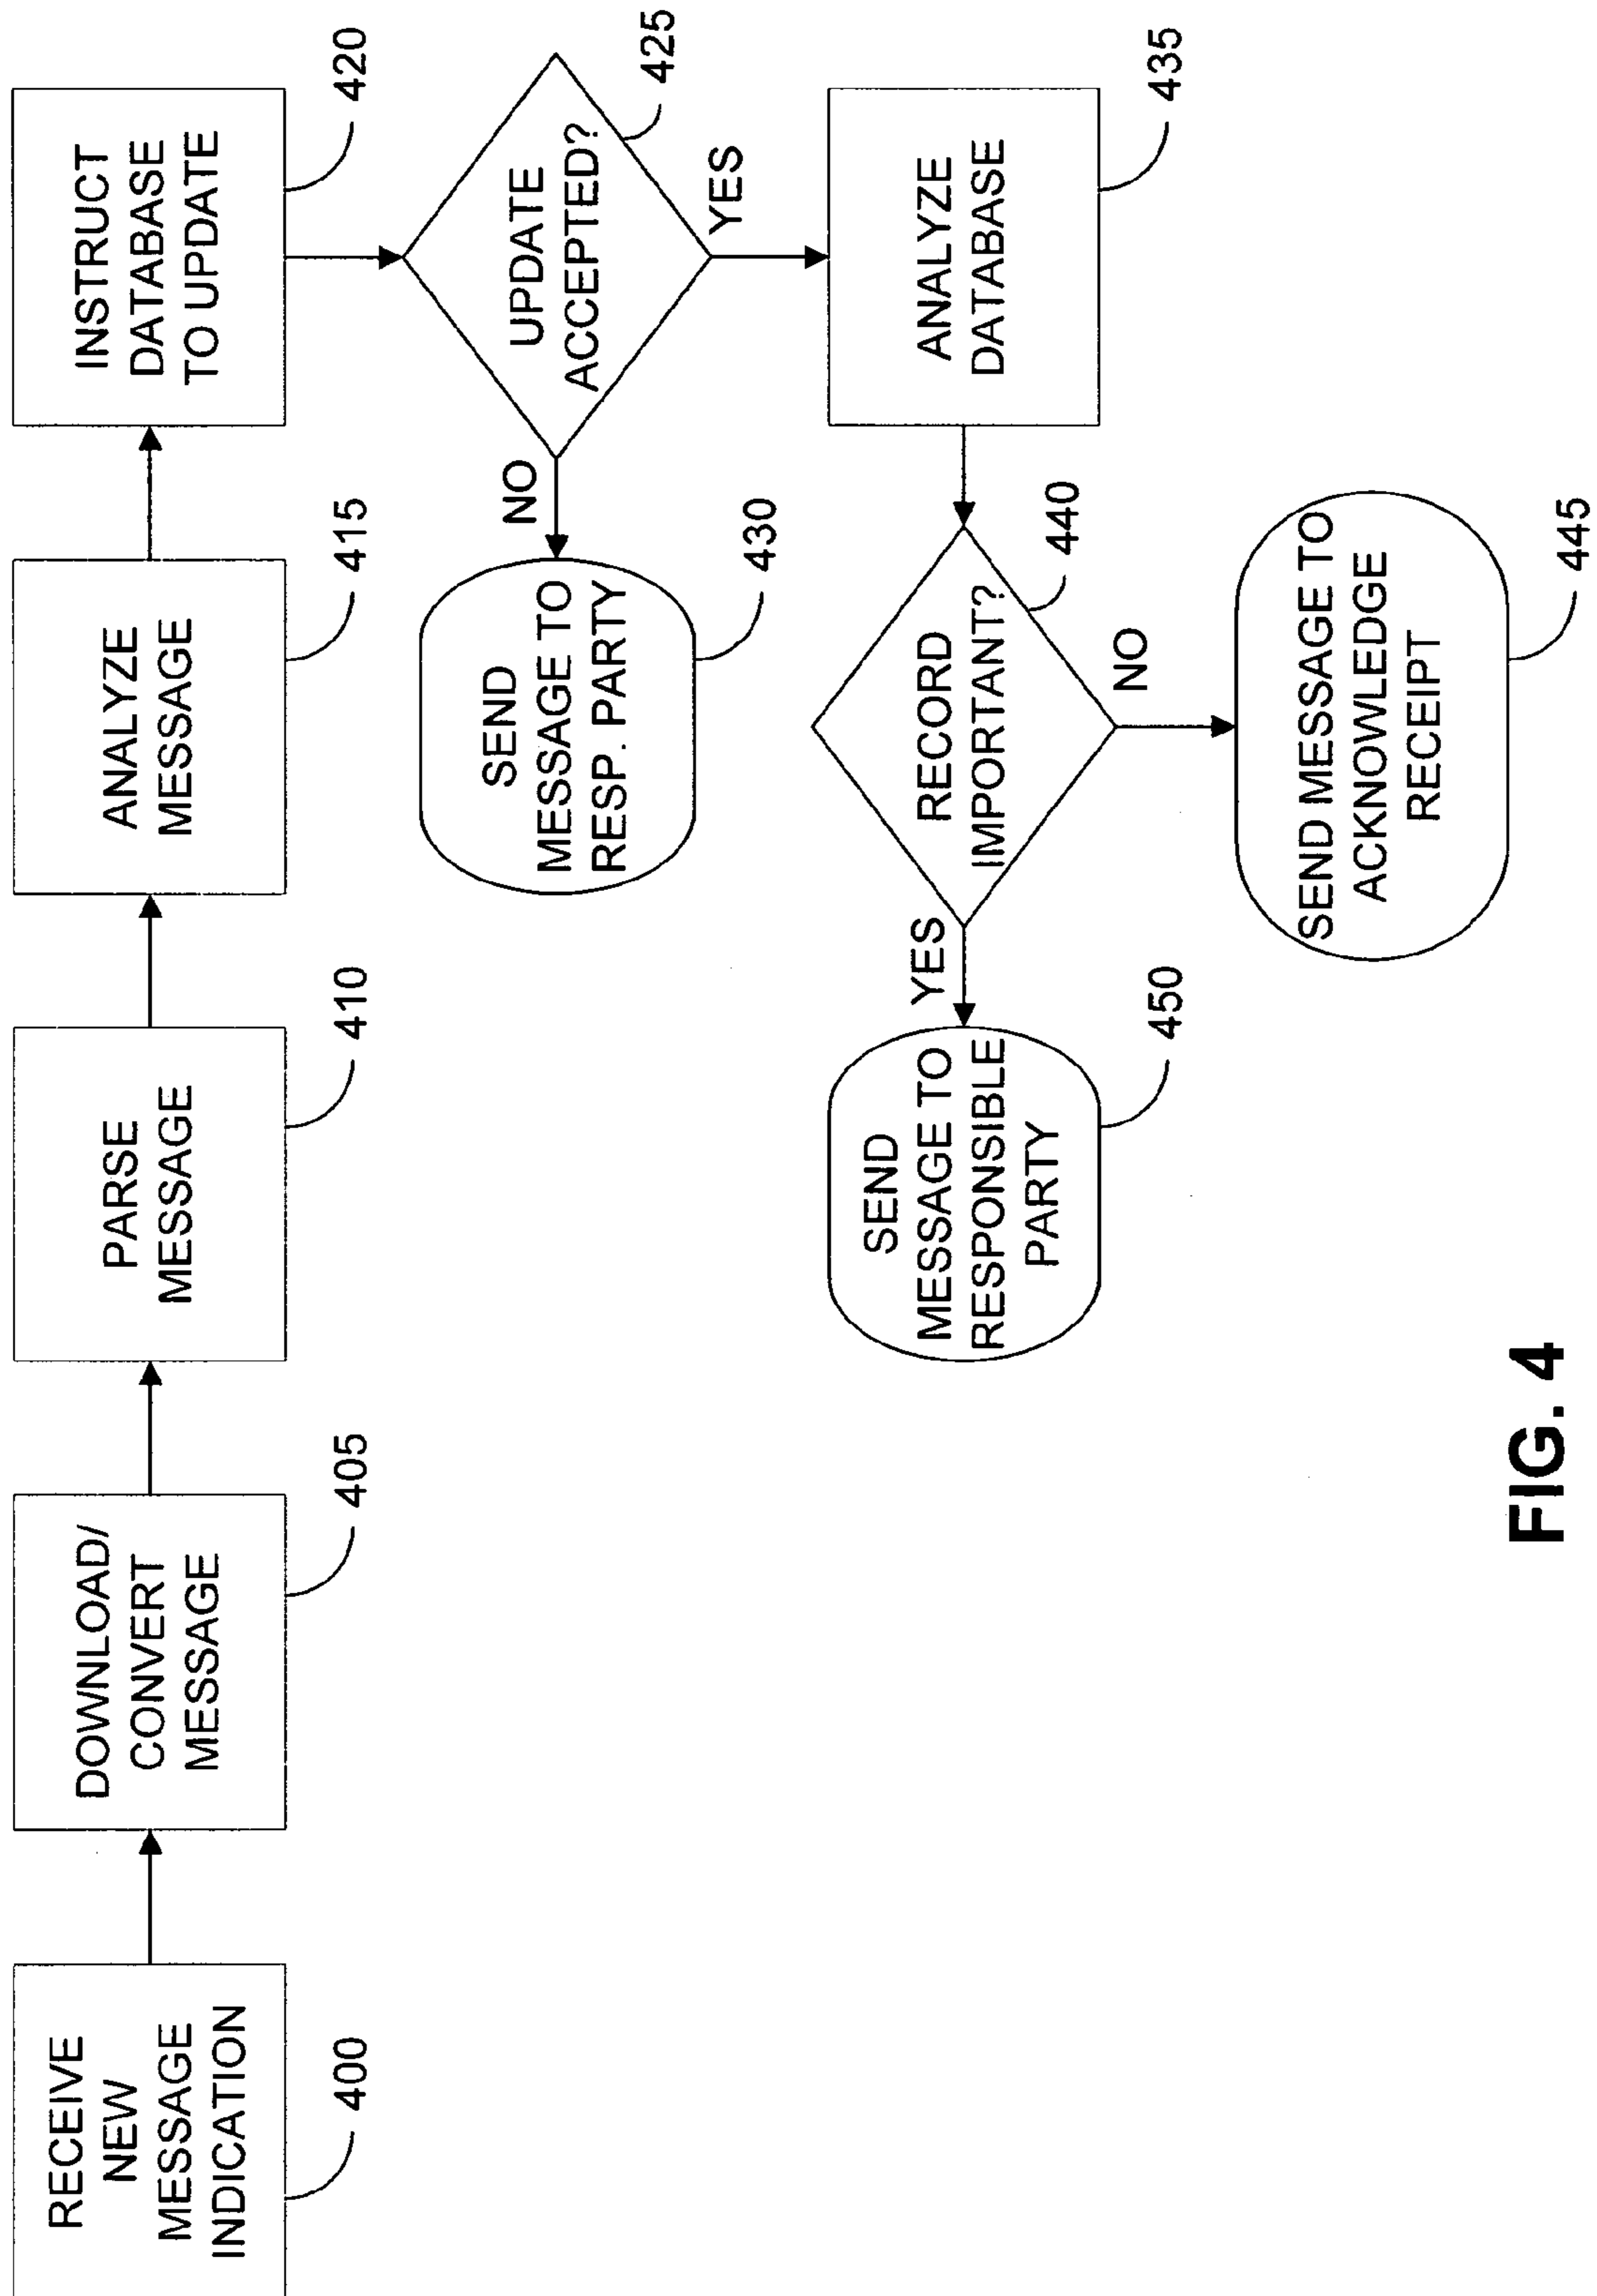 RECEIVE
NEW
MESSAGE
INDICATION
400
DOWNLOAD/
CONVERT
MESSAGE
405
PARSE
MESSAGE
410
ANALYZE
MESSAGE
415
INSTRUCT
DATABASE
TO UPDATE
420
UPDATE
ACCEPTED?
425
NO
SEND
MESSAGE TO
RESP. PARTY
430
YES
ANALYZE
DATABASE
435
RECORD
IMPORTANT?
440
YES
SEND
MESSAGE TO
RESPONSIBLE
PARTY
450
NO
SEND MESSAGE TO
ACKNOWLEDGE
RECEIPT
445
FIG. 4